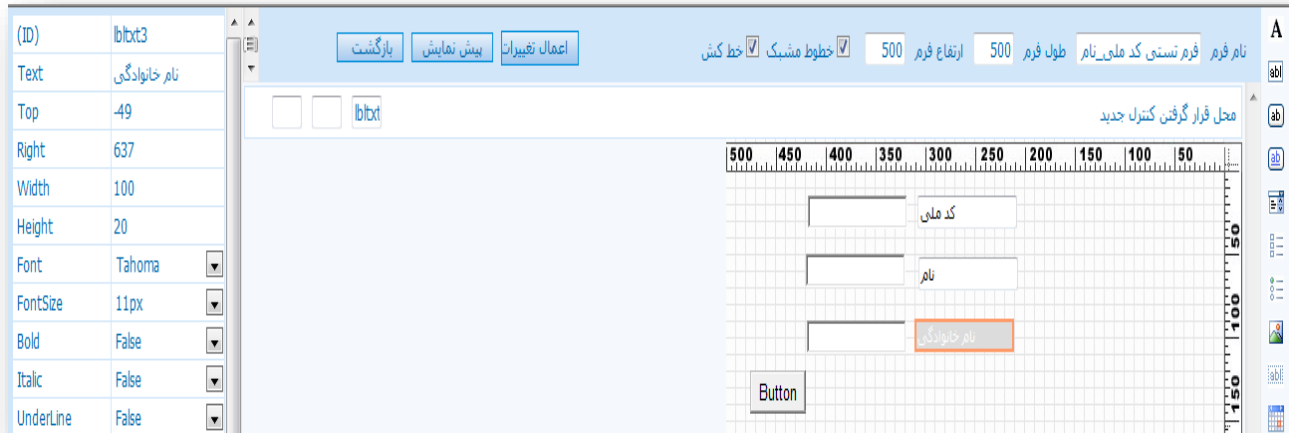 (ID) lbltxt3
Text نام خانوادگی
Top -49
Right 637
Width 100
Height 20
Font Tahoma
FontSize 11px
Bold False
Italic False
UnderLine False
نام فرم فرم تستی کد ملی_نام طول فرم 500 ارتفاع فرم 500 خطوط مشبک خط کش
اعمال تغییرات پیش نمایش بازگشت
محل قرار گرفتن کنترل جدید
lbltxt
500 450 400 350 300 250 200 150 100 50
کد ملی
نام
نام خانوادگی
Button
50
100
150
A
abl
ab
ab
abl